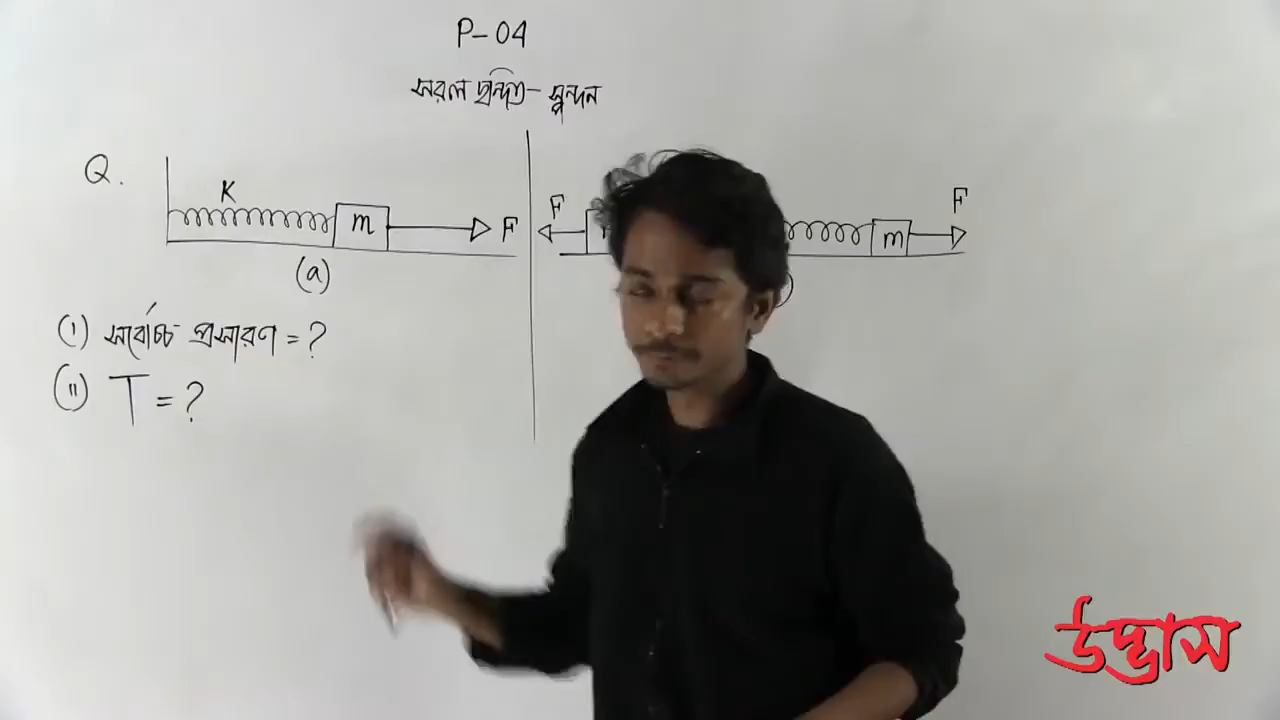 P-04
সরল ছন্দিত স্পন্দন
Q.
K
m
F
(a)
F
m
F
(i) সর্বোচ্চ প্রসারণ = ?
(ii) T = ?
উদ্ভাস